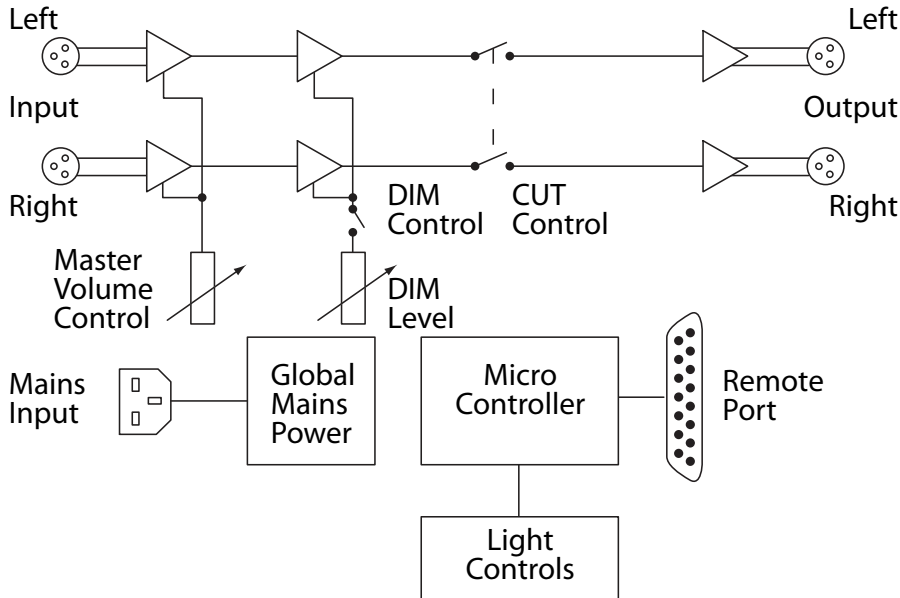 Left
Left
Input
Output
Right
DIM
Control
CUT
Control
Right
Master
Volume
Control
DIM
Level
Mains
Input
Global
Mains
Power
Micro
Controller
Remote
Port
Light
Controls